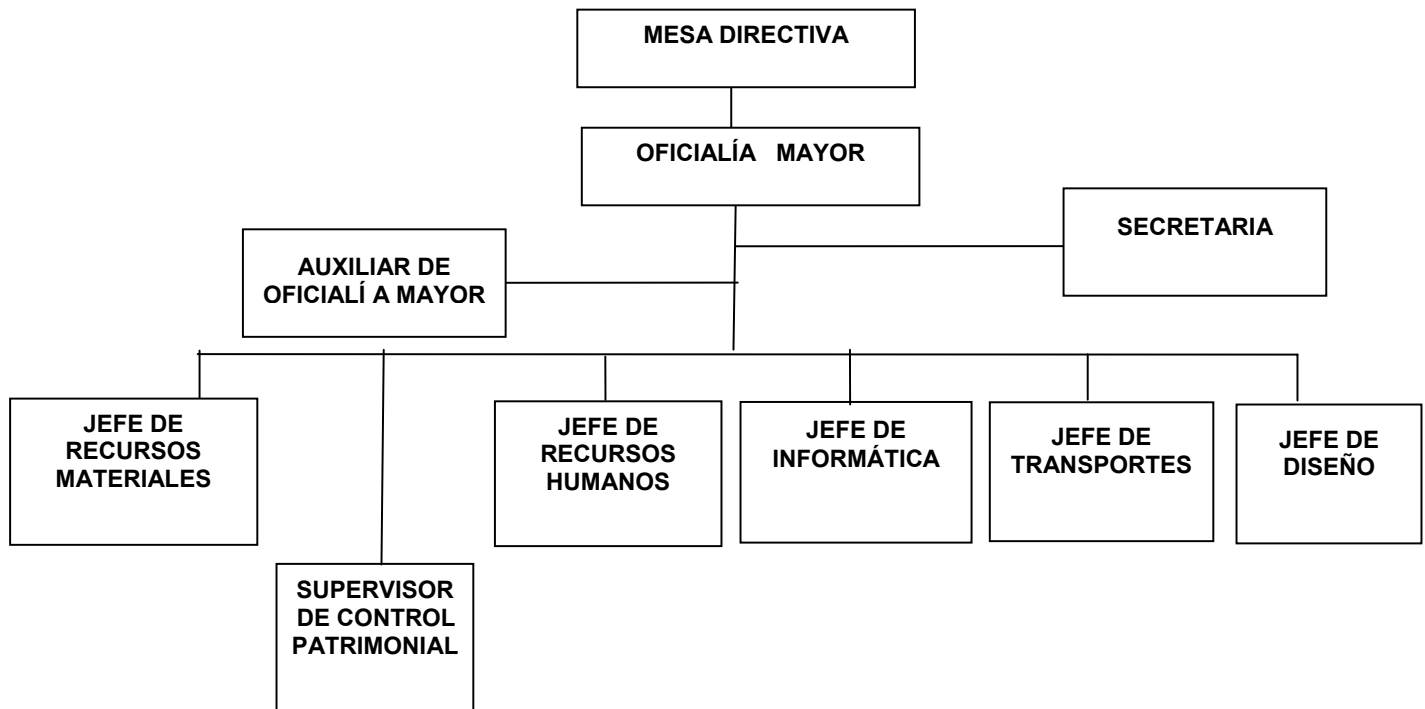 MESA DIRECTIVA
OFICIALÍA MAYOR
SECRETARIA
AUXILIAR DE
OFICIALÍ A MAYOR
JEFE DE
RECURSOS
MATERIALES
JEFE DE
RECURSOS
HUMANOS
JEFE DE
INFORMÁTICA
JEFE DE
TRANSPORTES
JEFE DE
DISEÑO
SUPERVISOR
DE CONTROL
PATRIMONIAL